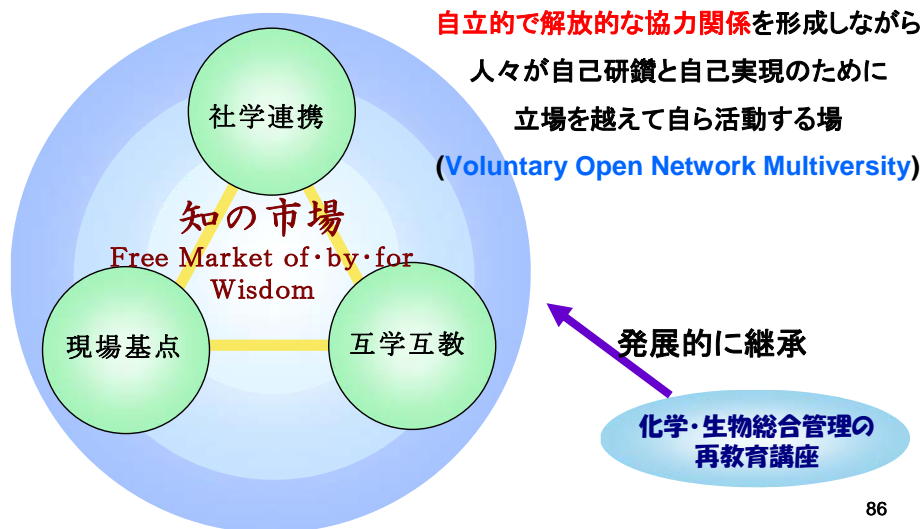 自立的で解放的な協力関係を形成しながら
人々が自己研鑽と自己実現のために
立場を越えて自ら活動する場
(Voluntary Open Network Multiversity)
社学連携
知の市場
Free Market of・by・for
Wisdom
現場基点
互学互教
発展的に継承
化学・生物総合管理の
再教育講座
86